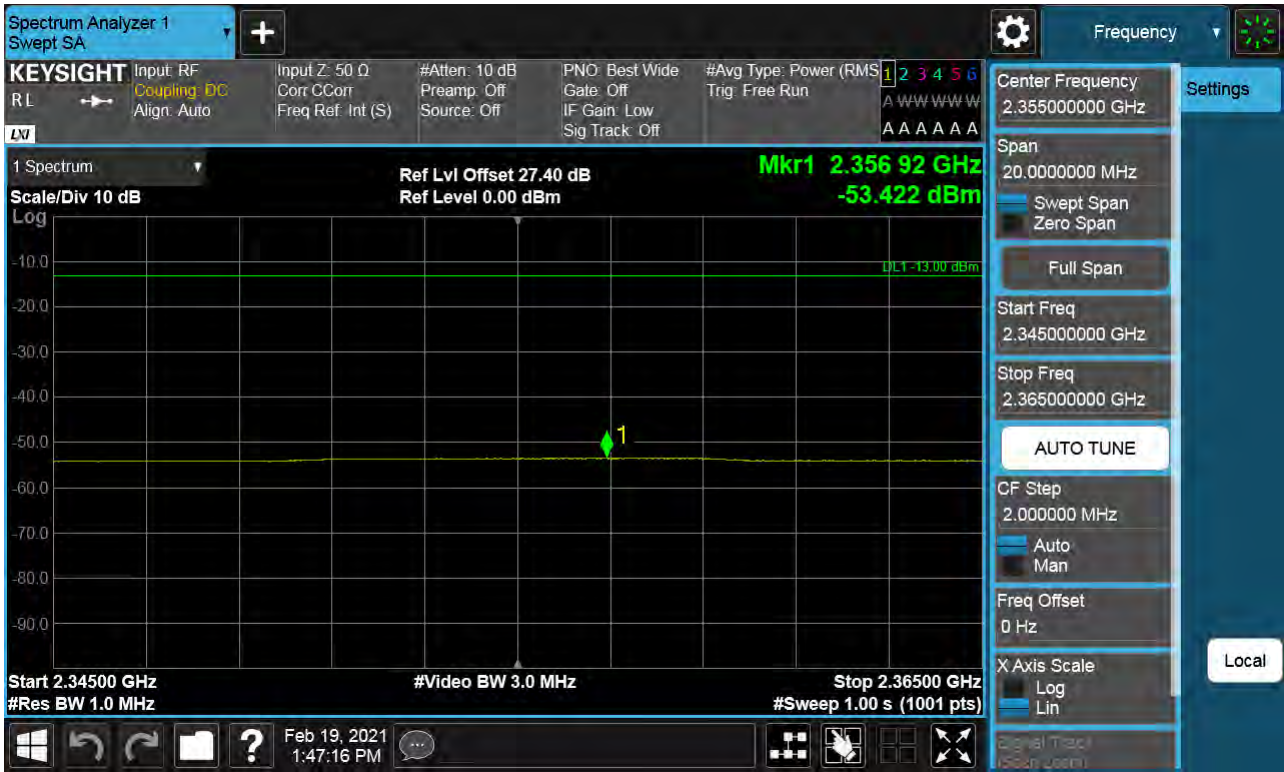 Spectrum Analyzer 1
Swept SA
+
Frequency
KEYSIGHT
R L
LXI
Input: RF
Coupling: DC
Align: Auto
Input Z: 50 Ω
Corr CCorr
Freq Ref: Int (S)
#Atten: 10 dB
Preamp: Off
Source: Off
PNO: Best Wide
Gate: Off
IF Gain: Low
Sig Track: Off
#Avg Type: Power (RMS
Trig: Free Run
1 2 3 4 5 6
A W W W W W
A A A A A A
1 Spectrum
Scale/Div 10 dB
Log
Ref Lvl Offset 27.40 dB
Ref Level 0.00 dBm
Mkr1 2.356 92 GHz
-53.422 dBm
-10.0
DL1 -13.00 dBm
-20.0
-30.0
-40.0
-50.0
1
-60.0
-70.0
-80.0
-90.0
Start 2.34500 GHz
#Res BW 1.0 MHz
#Video BW 3.0 MHz
Stop 2.36500 GHz
#Sweep 1.00 s (1001 pts)
Center Frequency
2.355000000 GHz
Span
20.0000000 MHz
Swept Span
Zero Span
Full Span
Start Freq
2.345000000 GHz
Stop Freq
2.365000000 GHz
AUTO TUNE
CF Step
2.000000 MHz
Auto
Man
Freq Offset
0 Hz
X Axis Scale
Log
Lin
Signal Track
(Span Zoom)
Settings
Local
?
Feb 19, 2021
1:47:16 PM